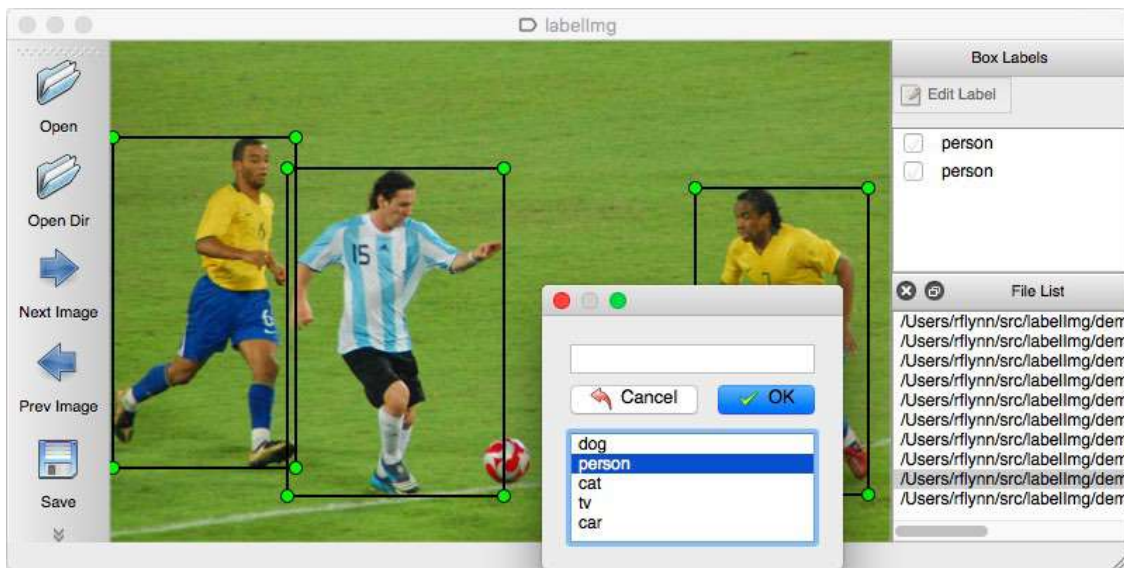 labelImg
Open
Open Dir
Next Image
Prev Image
Save
6
6
15
7
Cancel
OK
dog
person
cat
tv
car
Box Labels
Edit Label
person
person
File List
/Users/rflynn/src/labelImg/dem
/Users/rflynn/src/labelImg/dem
/Users/rflynn/src/labelImg/dem
/Users/rflynn/src/labelImg/dem
/Users/rflynn/src/labelImg/dem
/Users/rflynn/src/labelImg/dem
/Users/rflynn/src/labelImg/dem
/Users/rflynn/src/labelImg/dem
/Users/rflynn/src/labelImg/dem
/Users/rflynn/src/labelImg/dem